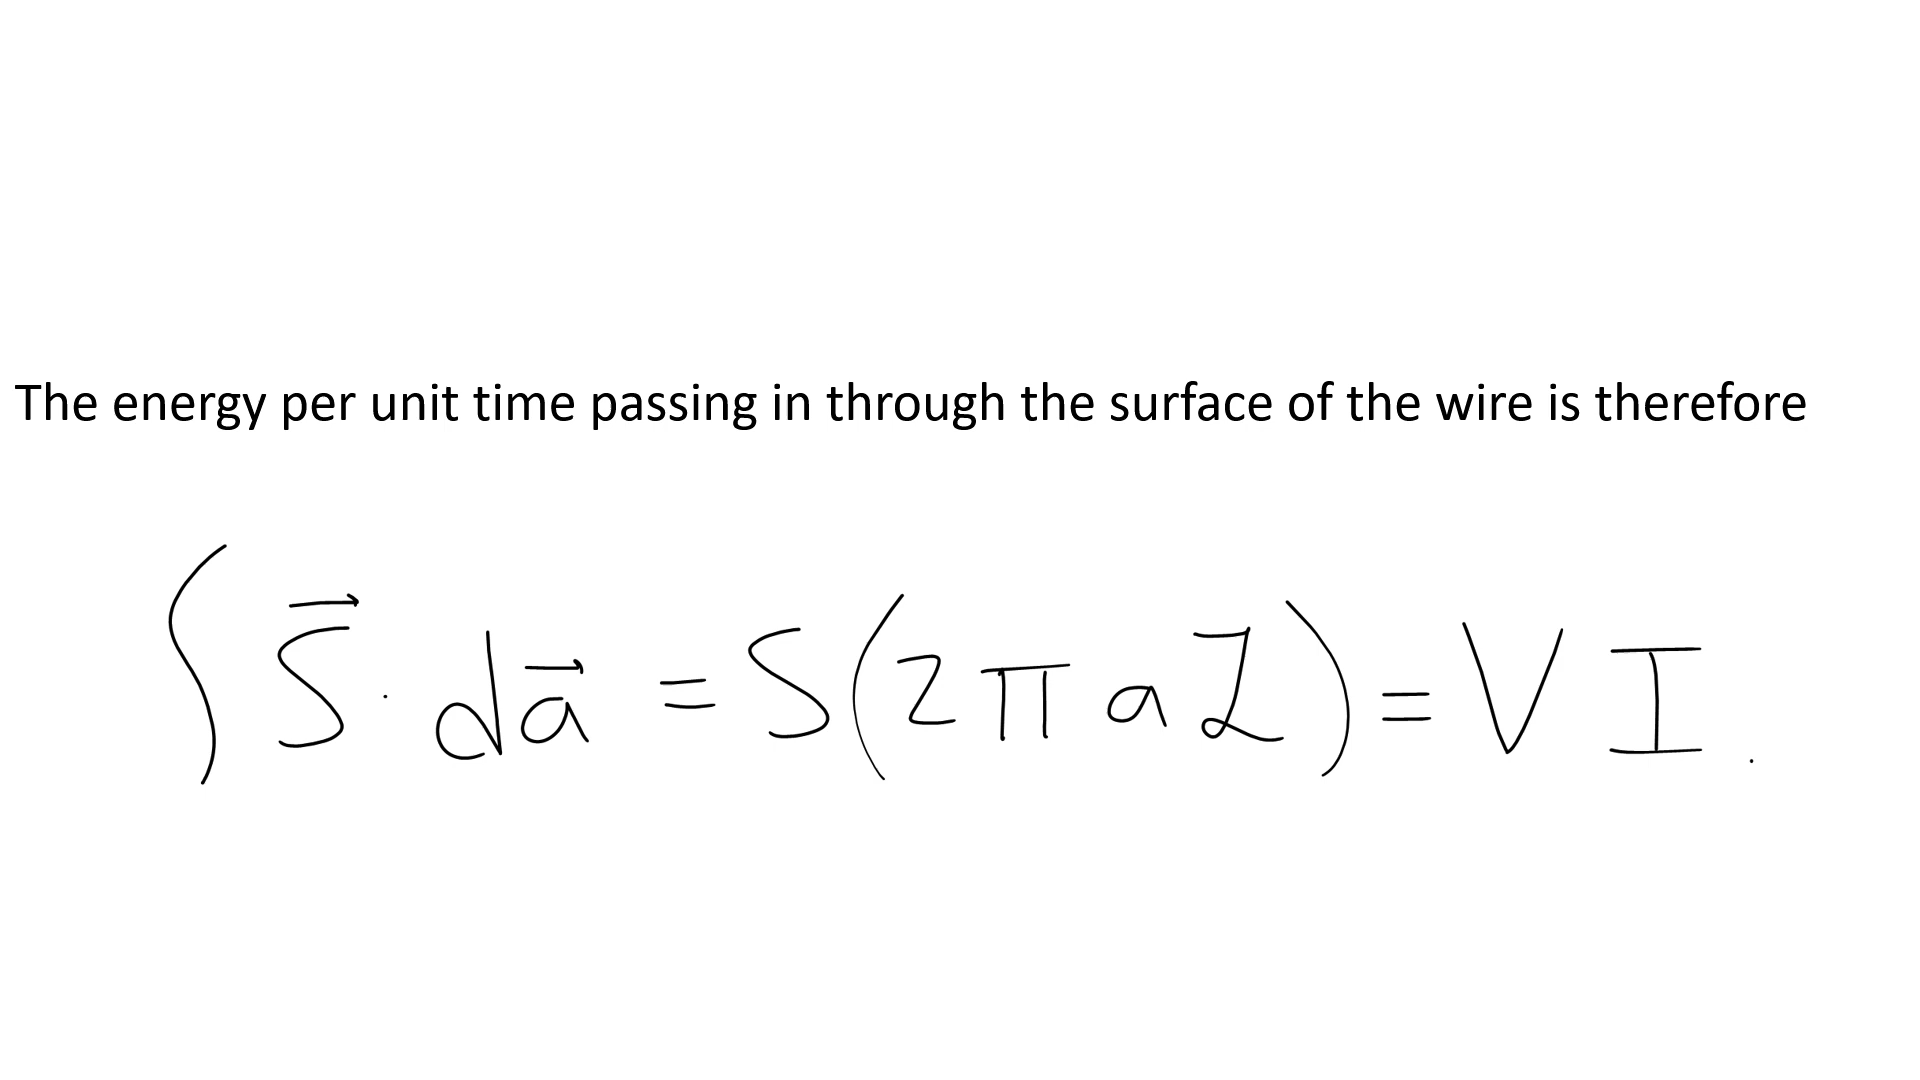 The energy per unit time passing in through the surface of the wire is therefore
∫ S⃗ · da⃗ = S(2πaL) = VI.